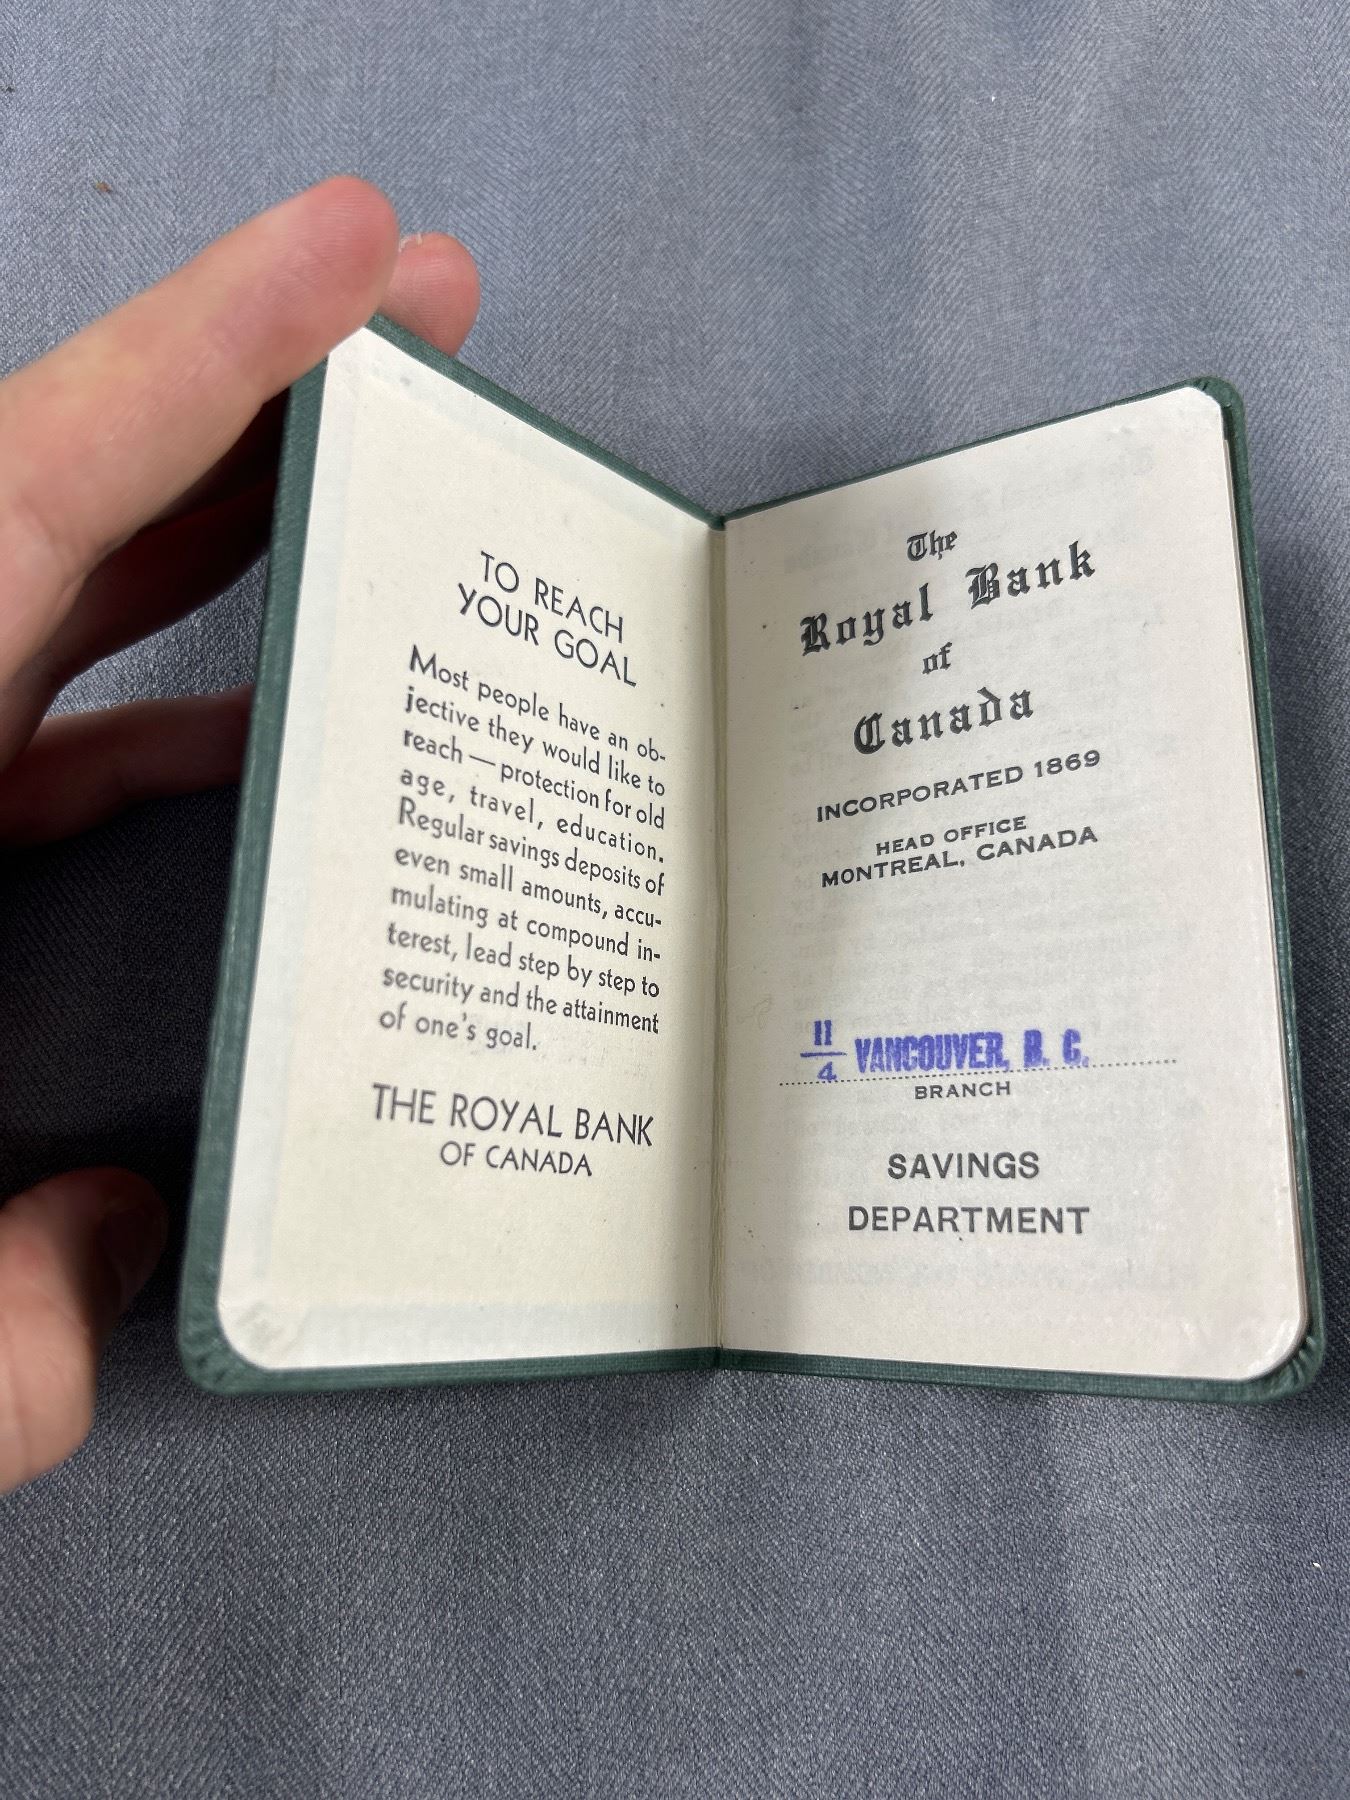 TO REACH
YOUR GOAL
Most people have an ob-
jective they would like to
reach — protection for old
age, travel, education.
Regular savings deposits of
even small amounts, accu-
mulating at compound in-
terest, lead step by step to
security and the attainment
of one's goal.
THE ROYAL BANK
OF CANADA
The
Royal Bank
of
Canada
INCORPORATED 1869
HEAD OFFICE
MONTREAL, CANADA
11/4 VANCOUVER, B. C.
BRANCH
SAVINGS
DEPARTMENT